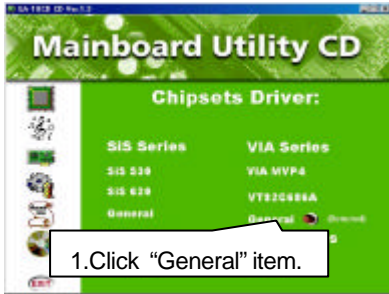 Mainboard Utility CD
Chipsets Driver:
SiS Series
VIA Series
SiS 530
VIA MVP4
SiS 620
VT82C686A
General
General
1.Click “General” item.
EXIT